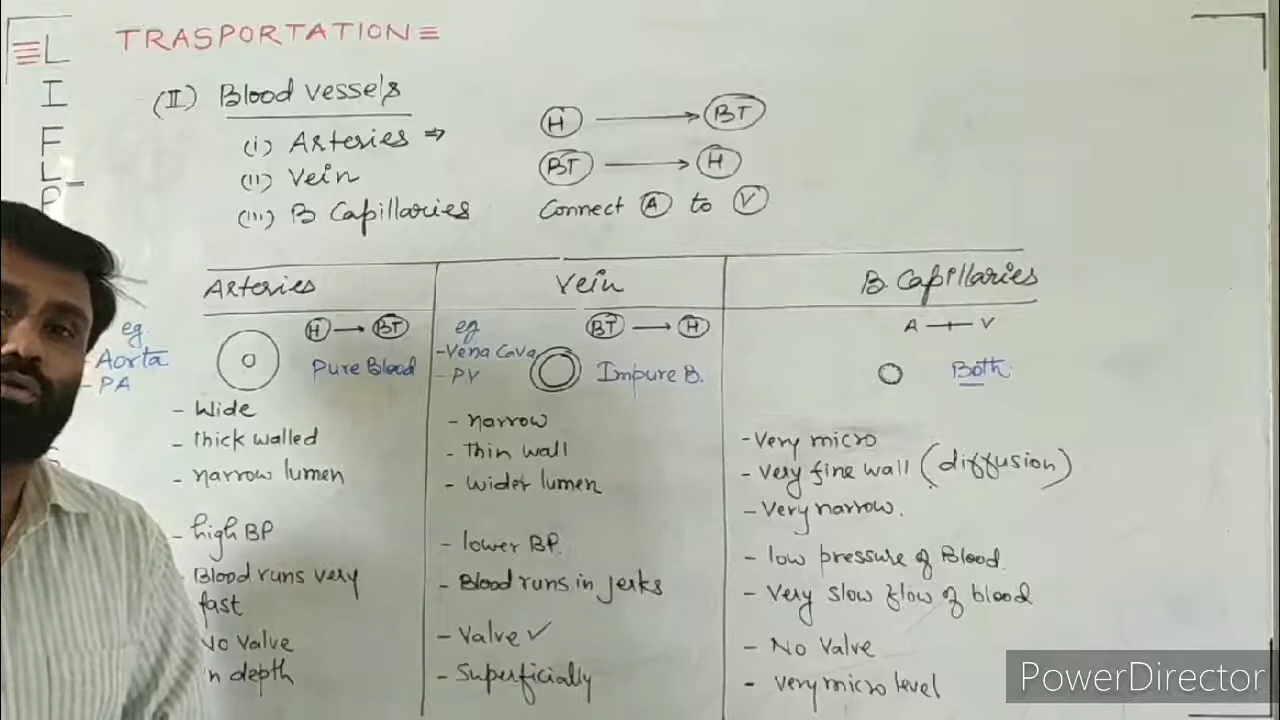 ≡L
I
F
L
P
TRASPORTATION≡
(II) Blood vessels
(i) Arteries ⇒ H → BT
(ii) Vein BT → H
(iii) B Capillaries Connect A to V
Arteries
eg.
- Aorta
- PA
H → BT
Pure Blood
- Wide
- thick walled
- narrow lumen
- high BP
Blood runs very
fast
No Valve
In depth
Vein
eg
- Vena Cava
- PV
BT → H
Impure B.
- narrow
- Thin wall
- wider lumen
- lower BP.
- Blood runs in jerks
- Valve ✓
- Superficially
B. Capillaries
A → V
Both
- Very micro
- Very fine wall (diffusion)
- Very narrow.
- low pressure of Blood.
- Very slow flow of blood
- No Valve
- very micro level
PowerDirector